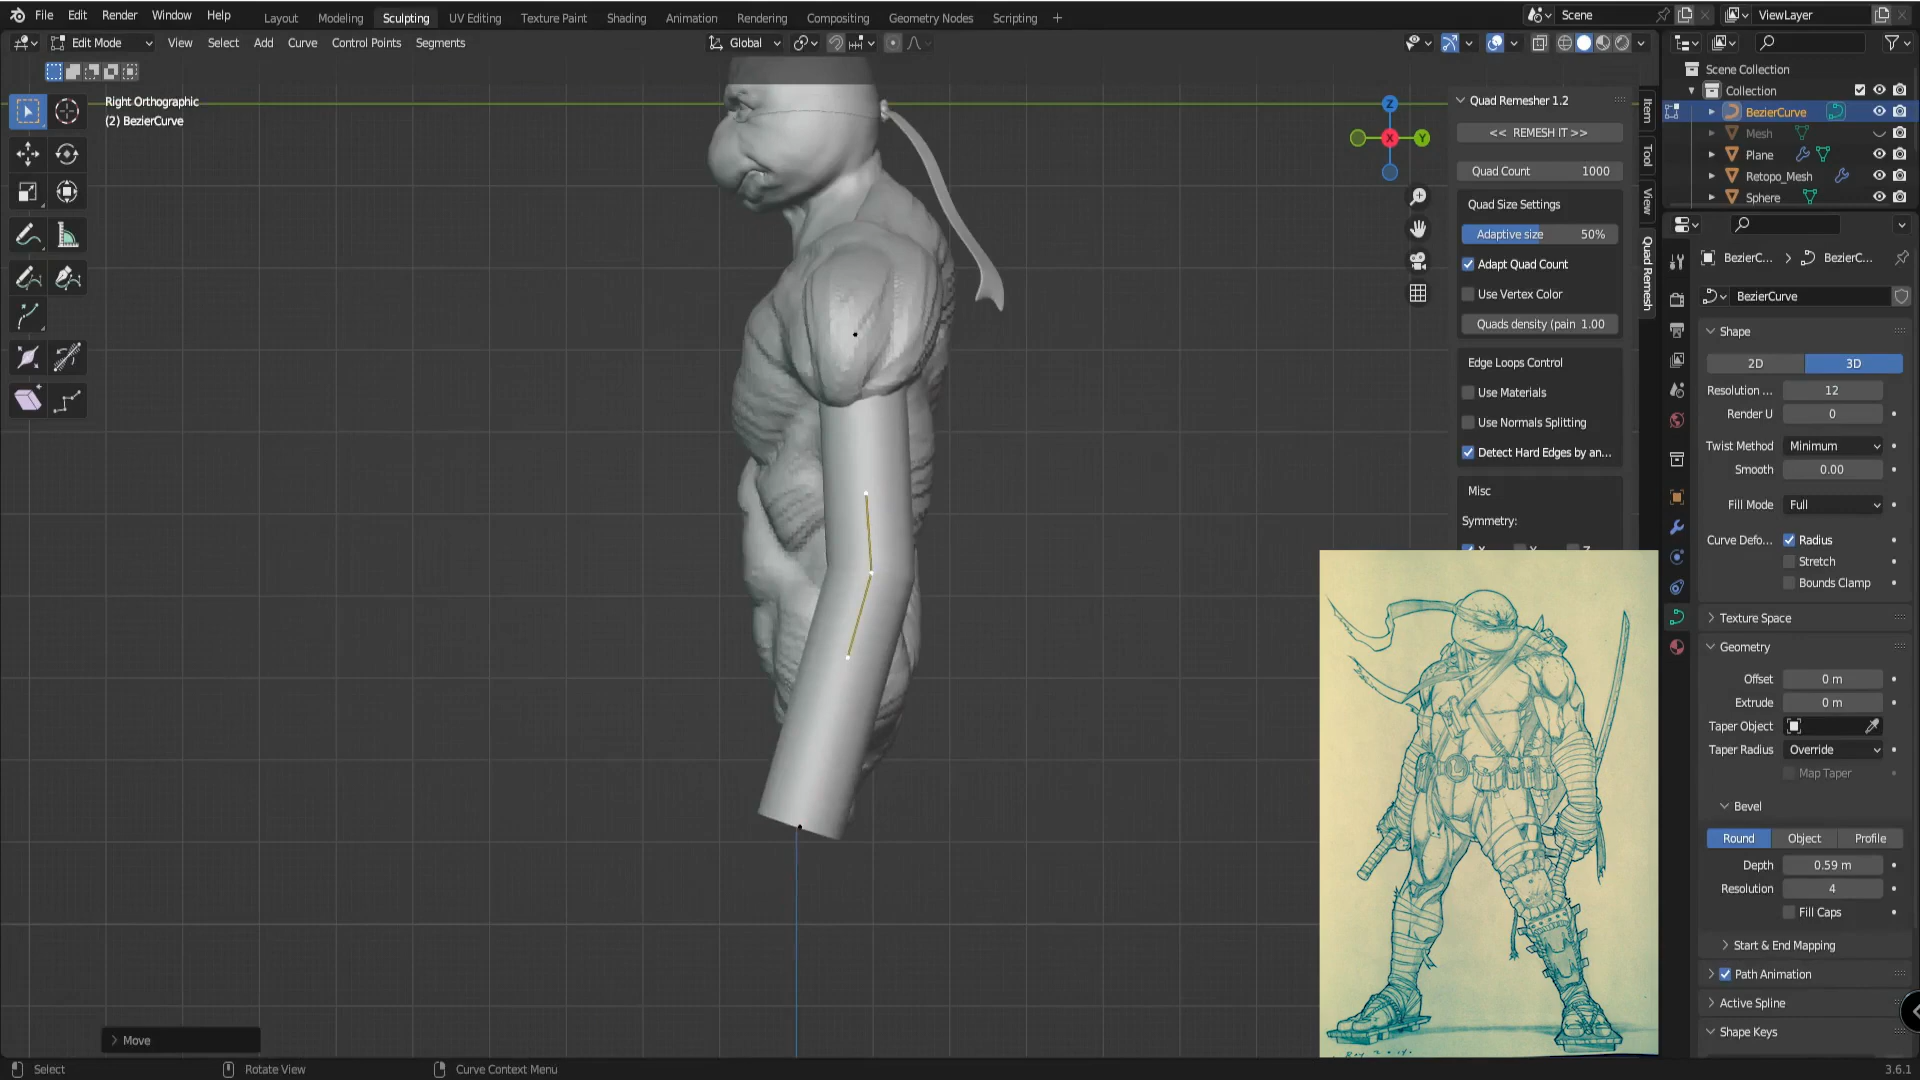 File Edit Render Window Help
Layout Modeling Sculpting UV Editing Texture Paint Shading Animation Rendering Compositing Geometry Nodes Scripting +
Scene
ViewLayer
Edit Mode
View Select Add Curve Control Points Segments
Global
Right Orthographic
(2) BezierCurve
Z
X
Y
Quad Remesher 1.2
<< REMESH IT >>
Quad Count 1000
Quad Size Settings
Adaptive size 50%
Adapt Quad Count
Use Vertex Color
Quads density (pain 1.00
Edge Loops Control
Use Materials
Use Normals Splitting
Detect Hard Edges by an...
Misc
Symmetry:
Item
Tool
View
Quad Remesh
Scene Collection
Collection
BezierCurve
Mesh
Plane
Retopo_Mesh
Sphere
BezierC... > BezierC...
BezierCurve
Shape
2D 3D
Resolution ... 12
Render U 0
Twist Method Minimum
Smooth 0.00
Fill Mode Full
Curve Defo... Radius
Stretch
Bounds Clamp
Texture Space
Geometry
Offset 0 m
Extrude 0 m
Taper Object
Taper Radius Override
Map Taper
Bevel
Round Object Profile
Depth 0.59 m
Resolution 4
Fill Caps
Start & End Mapping
Path Animation
Active Spline
Shape Keys
Move
Select
Rotate View
Curve Context Menu
3.6.1